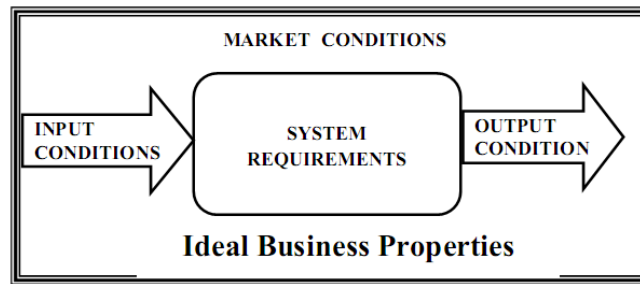 MARKET CONDITIONS
INPUT
CONDITIONS
SYSTEM
REQUIREMENTS
OUTPUT
CONDITION
Ideal Business Properties